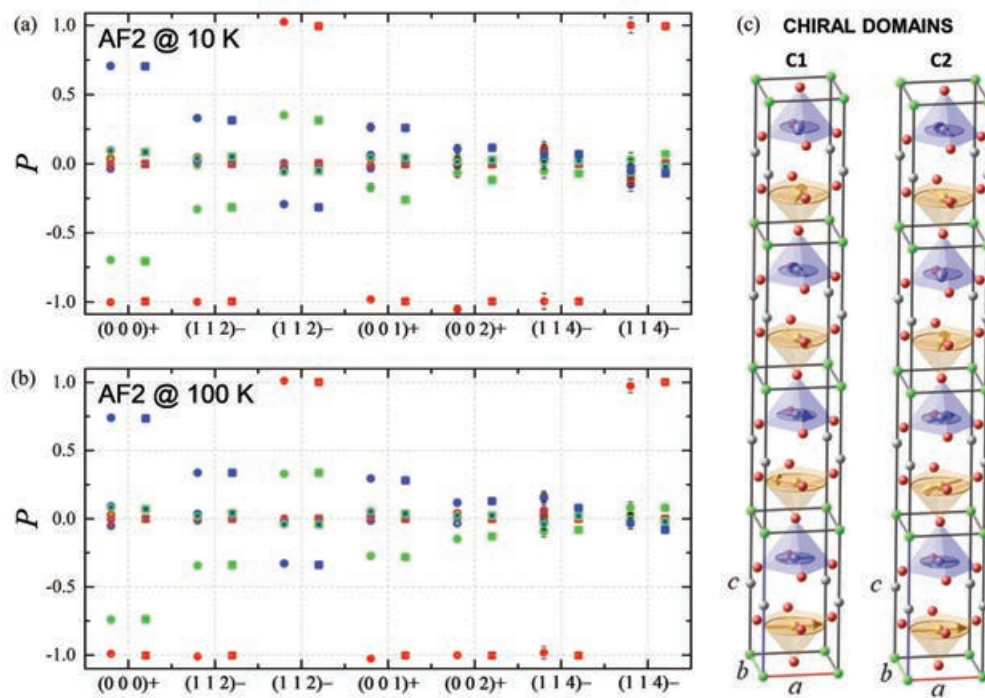 (a)
AF2 @ 10 K
P
1.0
0.5
0.0
-0.5
-1.0
(0 0 0)+ (1 1 2)− (1 1 2)− (0 0 1)+ (0 0 2)+ (1 1 4)− (1 1 4)−
(b)
AF2 @ 100 K
P
1.0
0.5
0.0
-0.5
-1.0
(0 0 0)+ (1 1 2)− (1 1 2)− (0 0 1)+ (0 0 2)+ (1 1 4)− (1 1 4)−
(c) CHIRAL DOMAINS
C1 C2
c c
b a b a